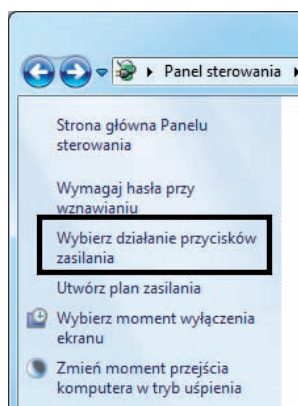 Panel sterowania
Strona główna Panelu
sterowania
Wymagaj hasła przy
wznawianiu
Wybierz działanie przycisków
zasilania
Utwórz plan zasilania
Wybierz moment wyłączenia
ekranu
Zmień moment przejścia
komputera w tryb uśpienia